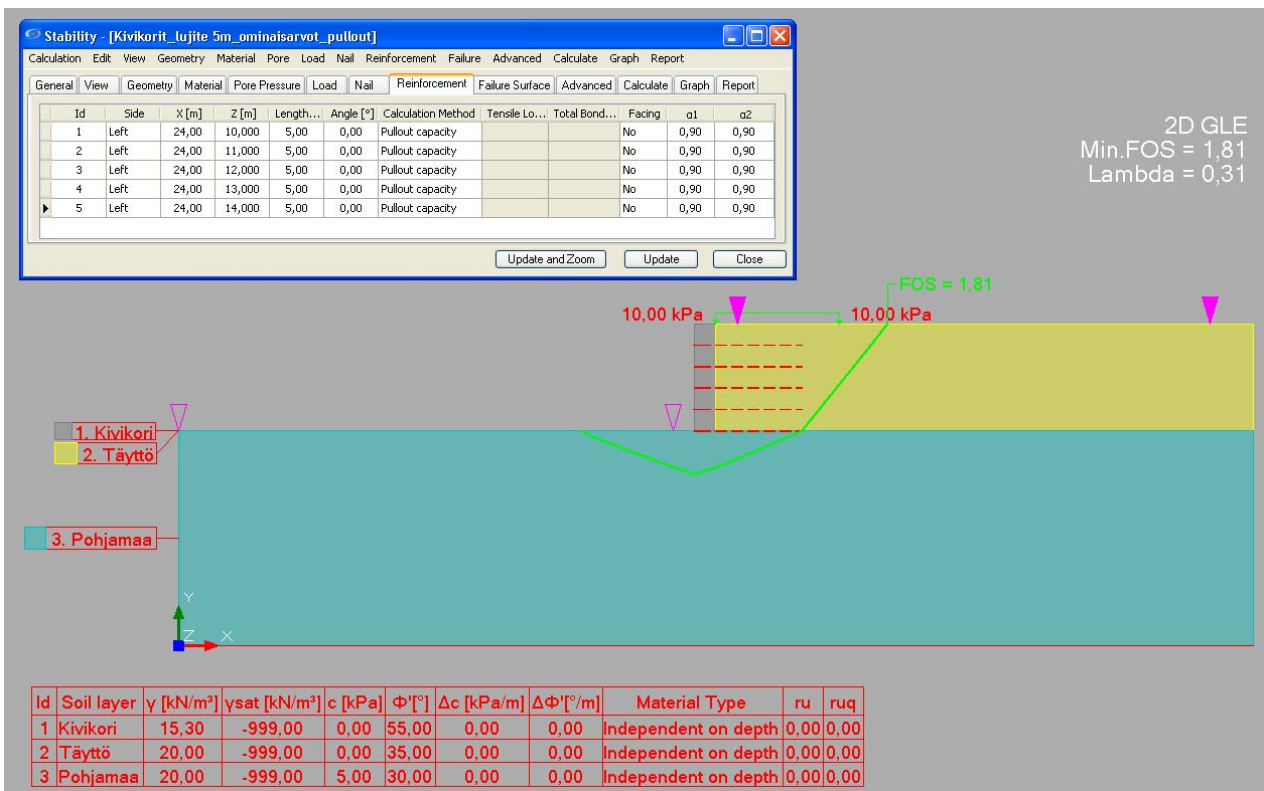 Stability - [Kivikorit_lujite 5m_ominaisarvot_pullout]
Calculation Edit View Geometry Material Pore Load Nail Reinforcement Failure Advanced Calculate Graph Report
General View Geometry Material Pore Pressure Load Nail Reinforcement Failure Surface Advanced Calculate Graph Report
Id Side X [m] Z [m] Length... Angle [°] Calculation Method Tensile Lo... Total Bond... Facing α1 α2
1 Left 24,00 10,000 5,00 0,00 Pullout capacity No 0,90 0,90
2 Left 24,00 11,000 5,00 0,00 Pullout capacity No 0,90 0,90
3 Left 24,00 12,000 5,00 0,00 Pullout capacity No 0,90 0,90
4 Left 24,00 13,000 5,00 0,00 Pullout capacity No 0,90 0,90
5 Left 24,00 14,000 5,00 0,00 Pullout capacity No 0,90 0,90
Update and Zoom Update Close
2D GLE
Min.FOS = 1,81
Lambda = 0,31
FOS = 1,81
10,00 kPa 10,00 kPa
1. Kivikori
2. Täyttö
3. Pohjamaa
Y
Z X
Id Soil layer γ [kN/m³] γsat [kN/m³] c [kPa] Φ'[°] Δc [kPa/m] ΔΦ'[°/m] Material Type ru ruq
1 Kivikori 15,30 -999,00 0,00 55,00 0,00 0,00 Independent on depth 0,00 0,00
2 Täyttö 20,00 -999,00 0,00 35,00 0,00 0,00 Independent on depth 0,00 0,00
3 Pohjamaa 20,00 -999,00 5,00 30,00 0,00 0,00 Independent on depth 0,00 0,00